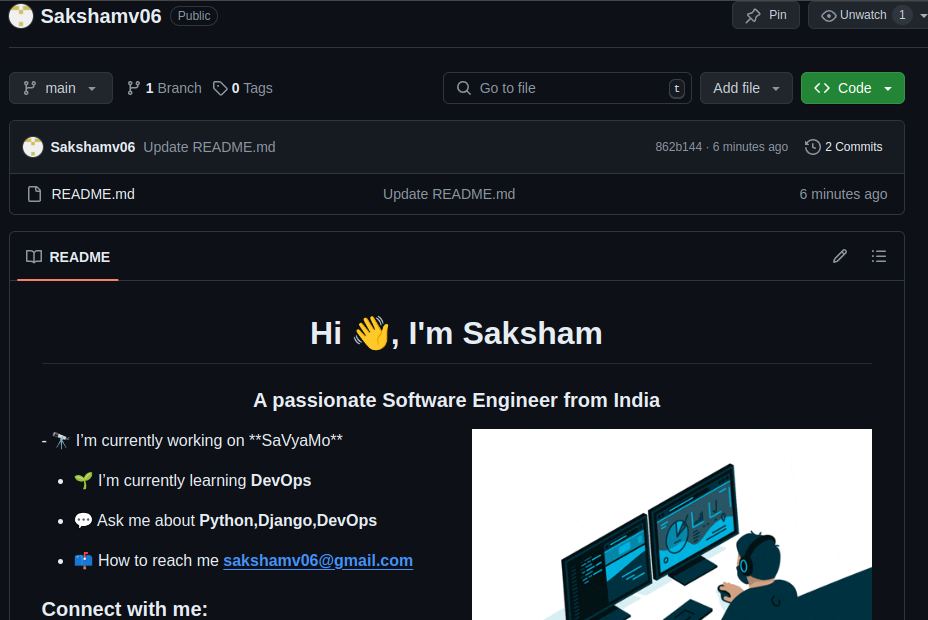 Sakshamv06 Public Pin Unwatch 1
main 1 Branch 0 Tags Go to file t Add file Code
Sakshamv06 Update README.md 862b144 · 6 minutes ago 2 Commits
README.md Update README.md 6 minutes ago
README
Hi 👋, I'm Saksham
A passionate Software Engineer from India
- 🔭 I’m currently working on **SaVyaMo**
• 🌱 I’m currently learning DevOps
• 💬 Ask me about Python,Django,DevOps
• 📫 How to reach me sakshamv06@gmail.com
Connect with me: